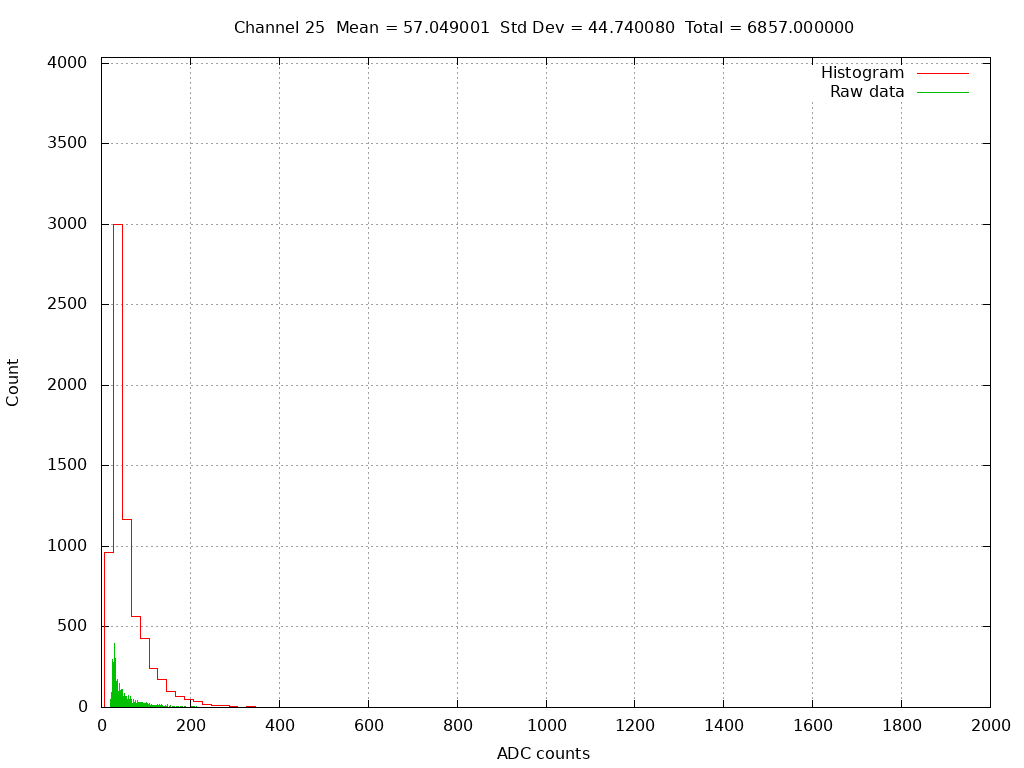 Channel 25  Mean = 57.049001  Std Dev = 44.740080  Total = 6857.000000
Histogram
Raw data
4000
3500
3000
2500
2000
1500
1000
500
0
Count
0 200 400 600 800 1000 1200 1400 1600 1800 2000
ADC counts